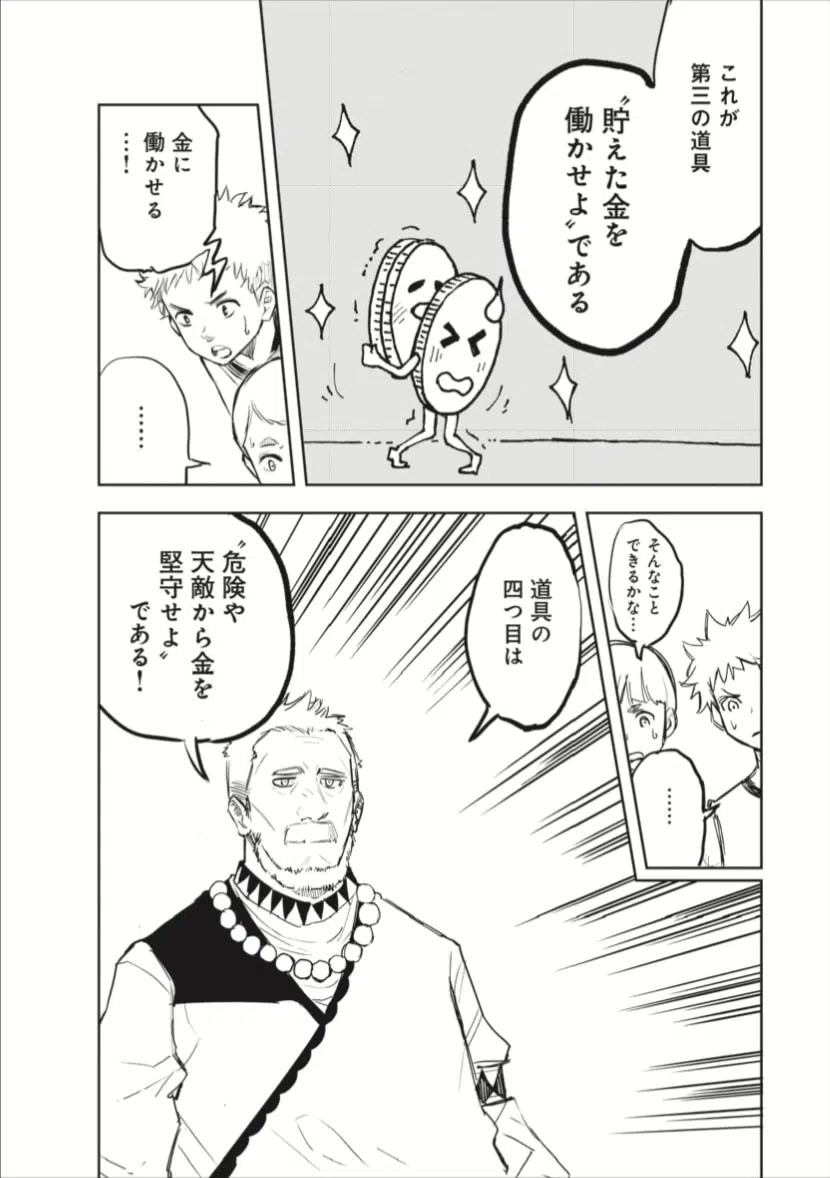 これが
第三の道具
〝貯えた金を
働かせよ〟である
金に
働かせる
…！
……
そんなこと
できるかな…
……
道具の
四つ目は
〝危険や
天敵から金を
堅守せよ〟
である！